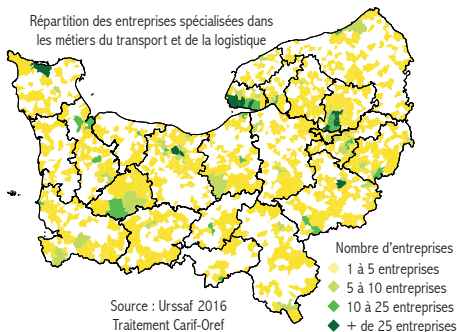 Répartition des entreprises spécialisées dans
les métiers du transport et de la logistique
Nombre d'entreprises
1 à 5 entreprises
5 à 10 entreprises
10 à 25 entreprises
+ de 25 entreprises
Source : Urssaf 2016
Traitement Carif-Oref